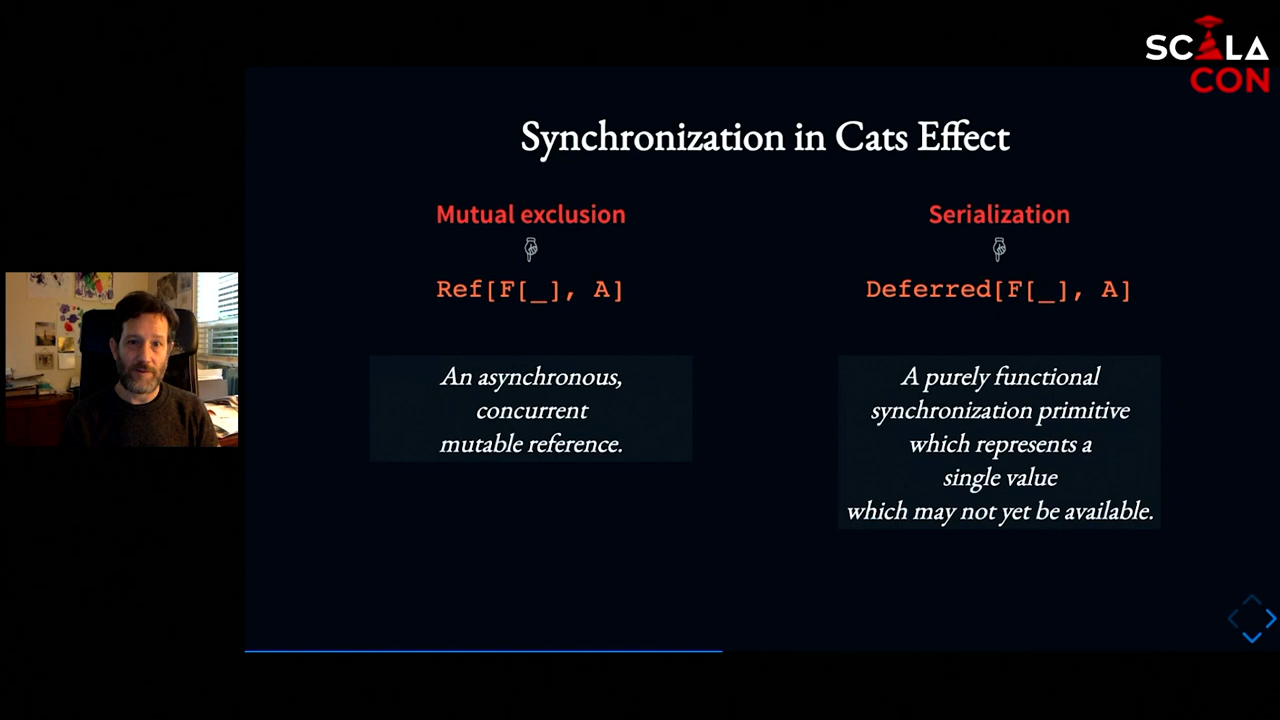 SCALA
CON
Synchronization in Cats Effect
Mutual exclusion
Ref[F[_], A]
An asynchronous,
concurrent
mutable reference.
Serialization
Deferred[F[_], A]
A purely functional
synchronization primitive
which represents a
single value
which may not yet be available.